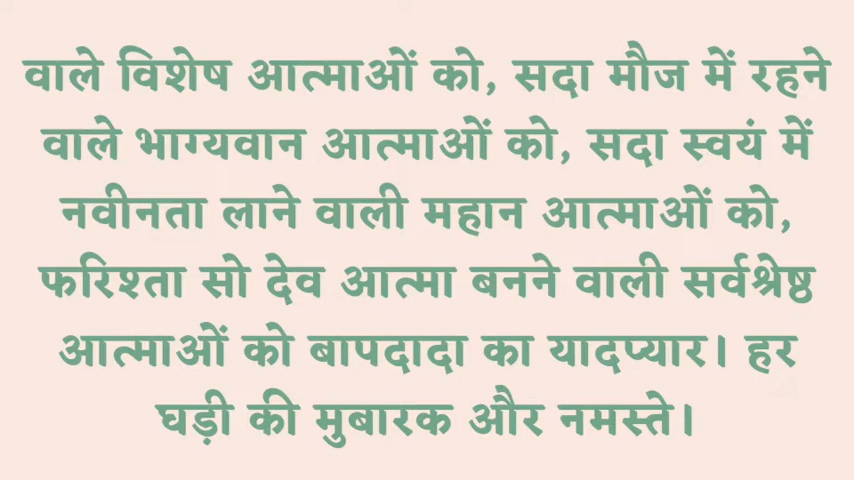 वाले विशेष आत्माओं को, सदा मौज में रहने
वाले भाग्यवान आत्माओं को, सदा स्वयं में
नवीनता लाने वाली महान आत्माओं को,
फरिश्ता सो देव आत्मा बनने वाली सर्वश्रेष्ठ
आत्माओं को बापदादा का यादप्यार। हर
घड़ी की मुबारक और नमस्ते।